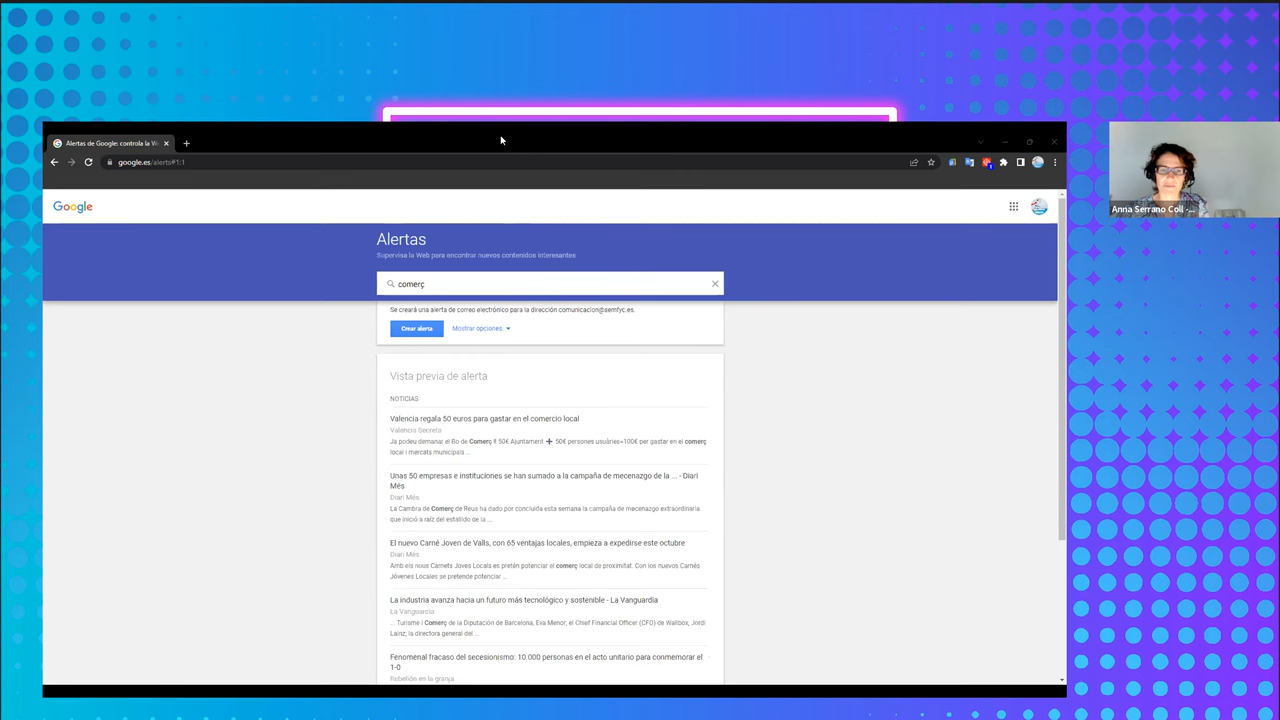 Alertas de Google: controla la W
google.es/alerts#1:1
Google
Alertas
Supervisa la Web para encontrar nuevos contenidos interesantes
comerç
Se creará una alerta de correo electrónico para la dirección comunicacion@semfyc.es.
Crear alerta
Mostrar opciones
Vista previa de alerta
NOTICIAS
Valencia regala 50 euros para gastar en el comercio local
Valencia Secreta
Ja podeu demanar el Bo de Comerç !! 50€ Ajuntament ➕ 50€ persones usuàries=100€ per gastar en el comerç
local i mercats municipals ...
Unas 50 empresas e instituciones se han sumado a la campaña de mecenazgo de la ... - Diari
Més
Diari Més
La Cambra de Comerç de Reus ha dado por concluida esta semana la campaña de mecenazgo extraordinaria
que inició a raíz del estallido de la ...
El nuevo Carné Joven de Valls, con 65 ventajas locales, empieza a expedirse este octubre
Diari Més
Amb els nous Carnets Joves Locals es pretén potenciar el comerç local de proximitat. Con los nuevos Carnés
Jóvenes Locales se pretende potenciar ...
La industria avanza hacia un futuro más tecnológico y sostenible - La Vanguardia
La Vanguardia
... Turisme i Comerç de la Diputación de Barcelona, Eva Menor; el Chief Financial Officer (CFO) de Wallbox, Jordi
Lainz; la directora general del ...
Fenomenal fracaso del secesionismo: 10.000 personas en el acto unitario para conmemorar el
1-0
Rebelión en la granja
Anna Serrano Coll -...